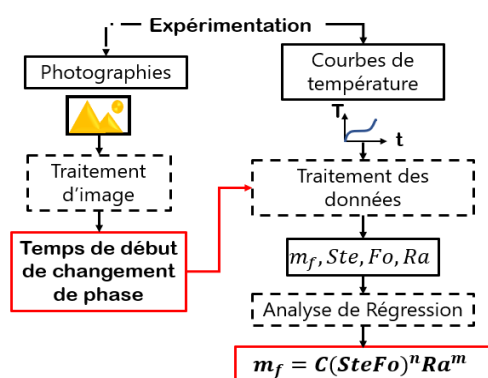 Expérimentation
Photographies
Traitement
d'image
Temps de début
de changement
de phase
Courbes de
température
T
t
Traitement des
données
m_f, Ste, Fo, Ra
Analyse de Régression
m_f = C(SteFo)^n Ra^m